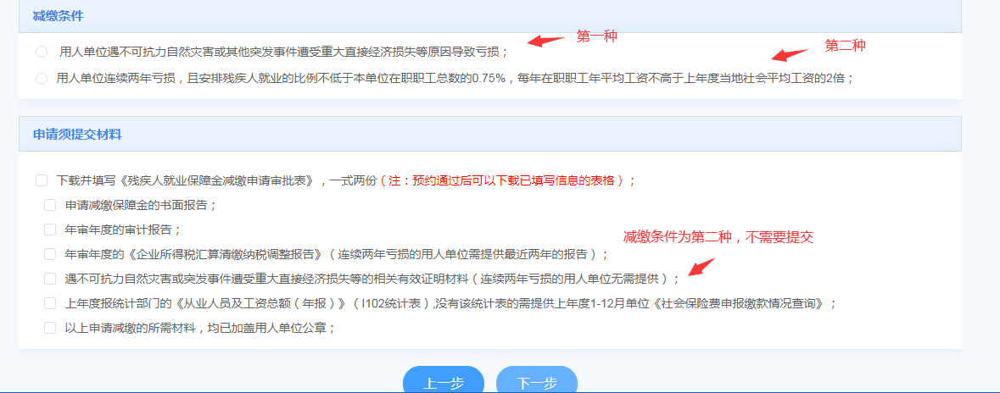 减缴条件
第一种
用人单位遇不可抗力自然灾害或其他突发事件遭受重大直接经济损失等原因导致亏损；
第二种
用人单位连续两年亏损，且安排残疾人就业的比例不低于本单位在职职工总数的0.75%，每年在职职工年平均工资不高于上年度当地社会平均工资的2倍；
申请须提交材料
下载并填写《残疾人就业保障金减缴申请审批表》，一式两份（注：预约通过后可以下载已填写信息的表格）；
申请减缴保障金的书面报告；
年审年度的审计报告；
减缴条件为第二种，不需要提交
年审年度的《企业所得税汇算清缴纳税调整报告》（连续两年亏损的用人单位需提供最近两年的报告）；
遇不可抗力自然灾害或突发事件遭受重大直接经济损失等的相关有效证明材料（连续两年亏损的用人单位无需提供）；
上年度报统计部门的《从业人员及工资总额（年报）》（I102统计表）,没有该统计表的需提供上年度1-12月单位《社会保险费申报缴款情况查询》；
以上申请减缴的所需材料，均已加盖用人单位公章；
上一步 下一步